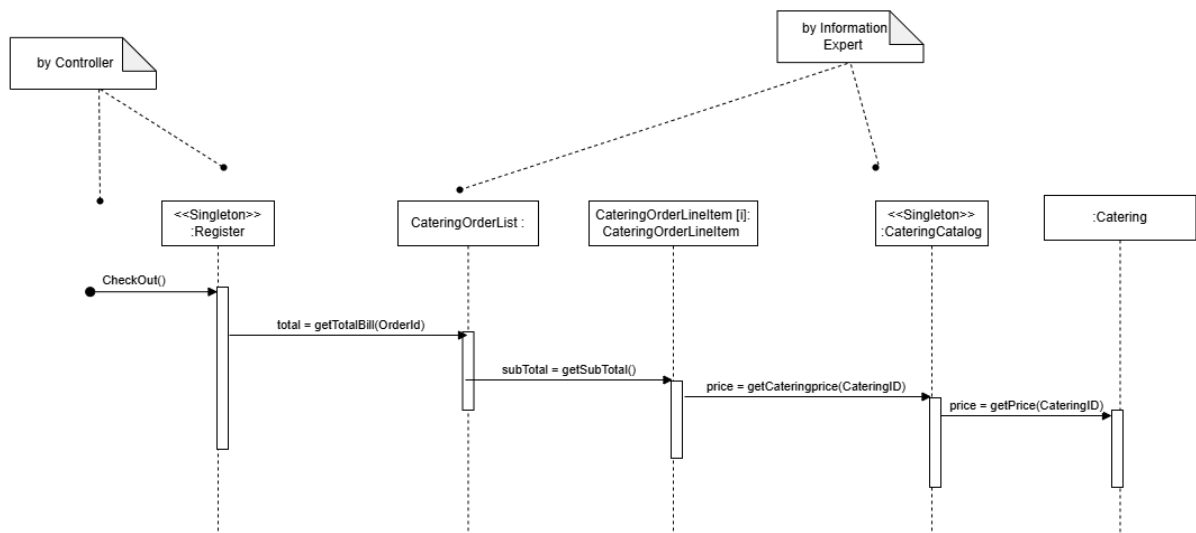 by Information
Expert
by Controller
<<Singleton>>
:Register
CateringOrderList :
CateringOrderLineItem [i]:
CateringOrderLineItem
<<Singleton>>
:CateringCatalog
:Catering
CheckOut()
total = getTotalBill(OrderId)
subTotal = getSubTotal()
price = getCateringprice(CateringID)
price = getPrice(CateringID)